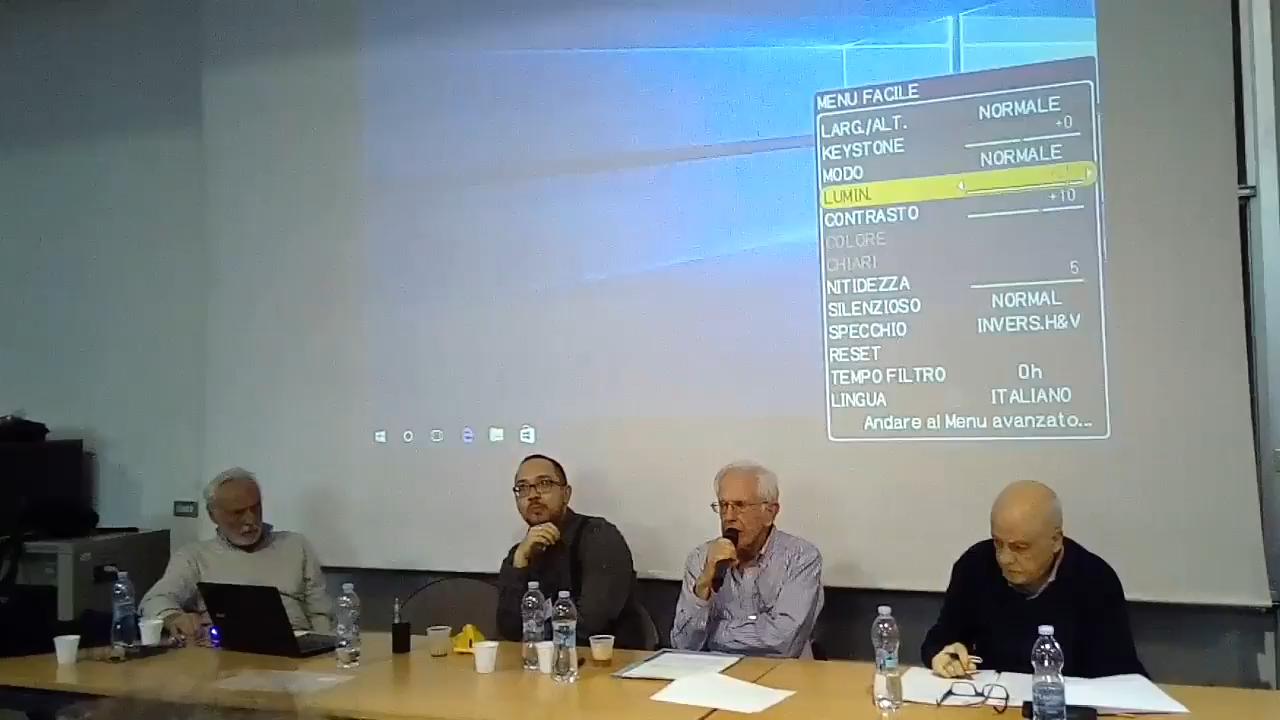 MENU FACILE
LARG./ALT. NORMALE
KEYSTONE +0
MODO NORMALE
LUMIN.
CONTRASTO +10
COLORE
CHIARI
NITIDEZZA 5
SILENZIOSO NORMAL
SPECCHIO INVERS.H&V
RESET
TEMPO FILTRO 0h
LINGUA ITALIANO
Andare al Menu avanzato...